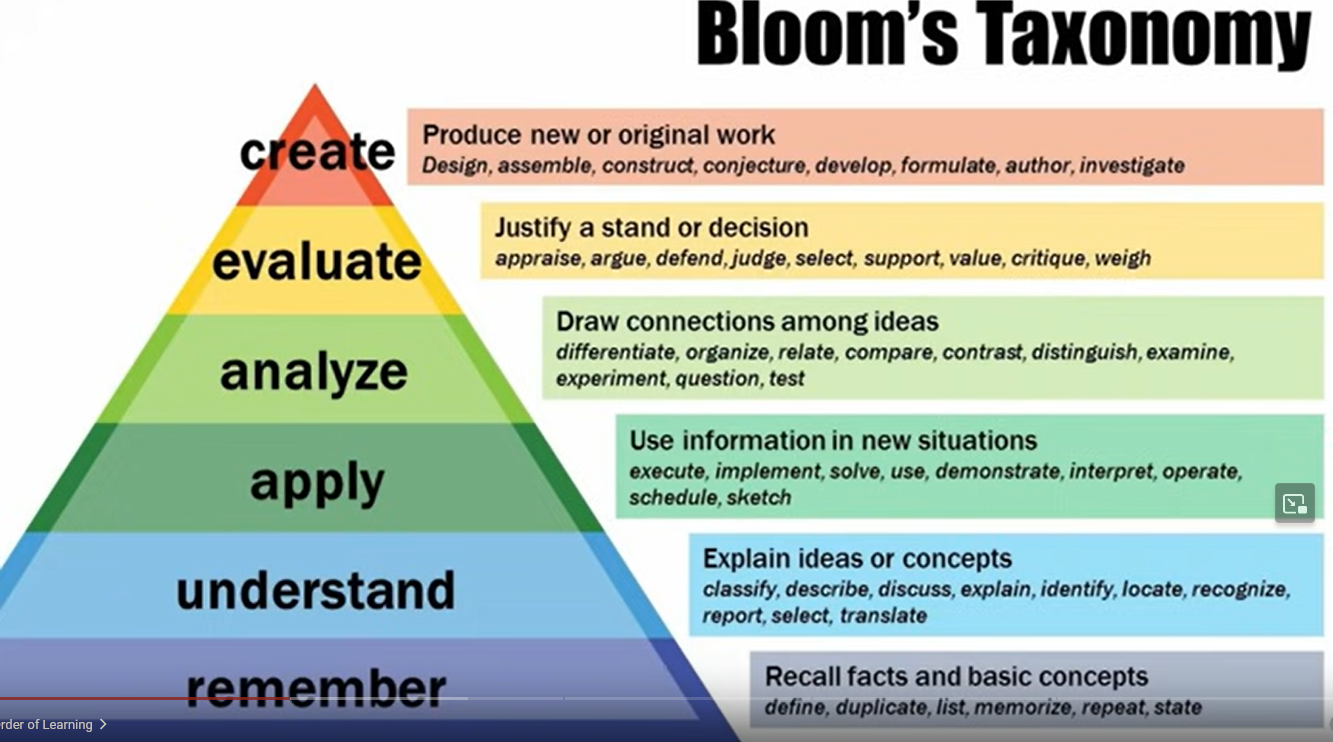 Bloom's Taxonomy
create
Produce new or original work
Design, assemble, construct, conjecture, develop, formulate, author, investigate
evaluate
Justify a stand or decision
appraise, argue, defend, judge, select, support, value, critique, weigh
analyze
Draw connections among ideas
differentiate, organize, relate, compare, contrast, distinguish, examine,
experiment, question, test
apply
Use information in new situations
execute, implement, solve, use, demonstrate, interpret, operate,
schedule, sketch
understand
Explain ideas or concepts
classify, describe, discuss, explain, identify, locate, recognize,
report, select, translate
remember
Recall facts and basic concepts
define, duplicate, list, memorize, repeat, state
of Learning